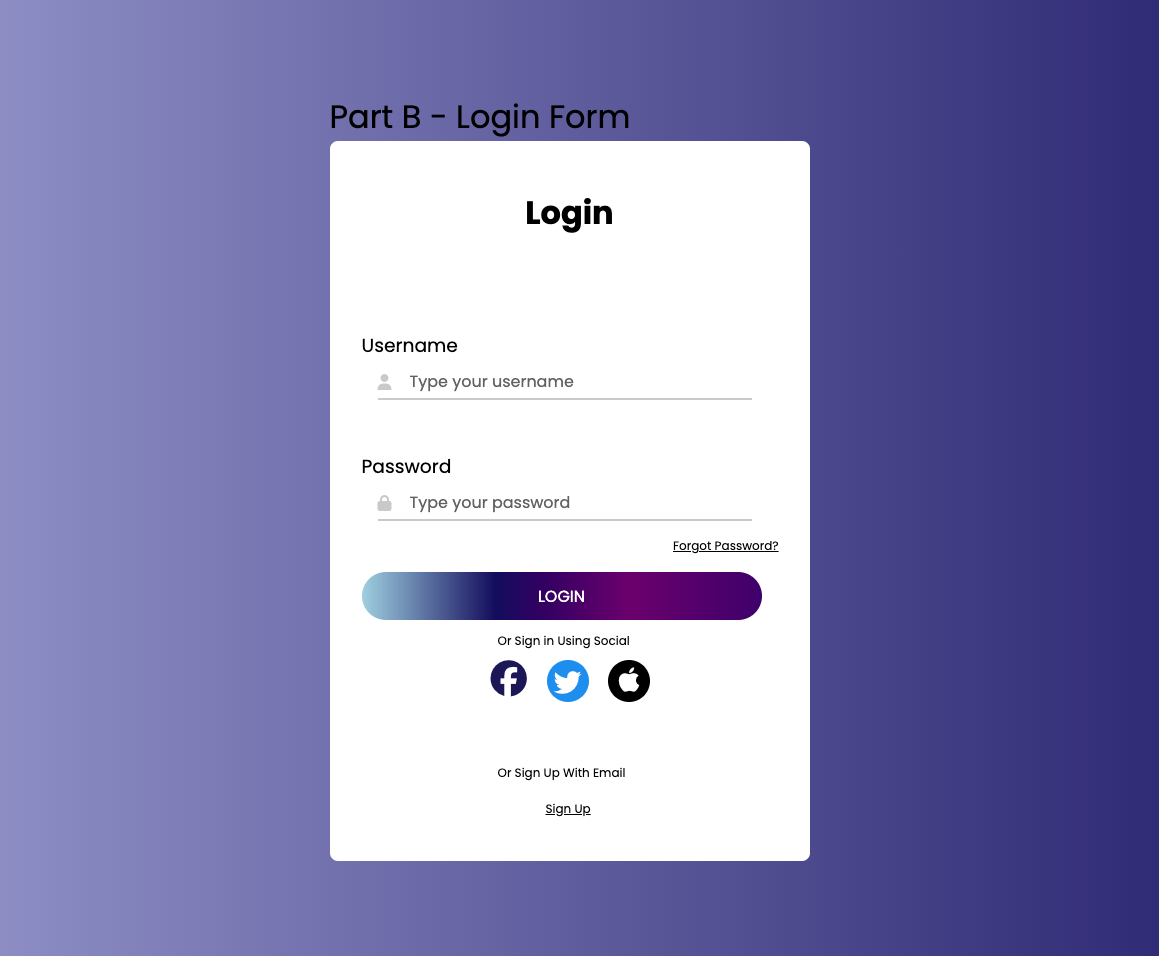 Part B - Login Form
Login
Username
Type your username
Password
Type your password
Forgot Password?
LOGIN
Or Sign in Using Social
Or Sign Up With Email
Sign Up